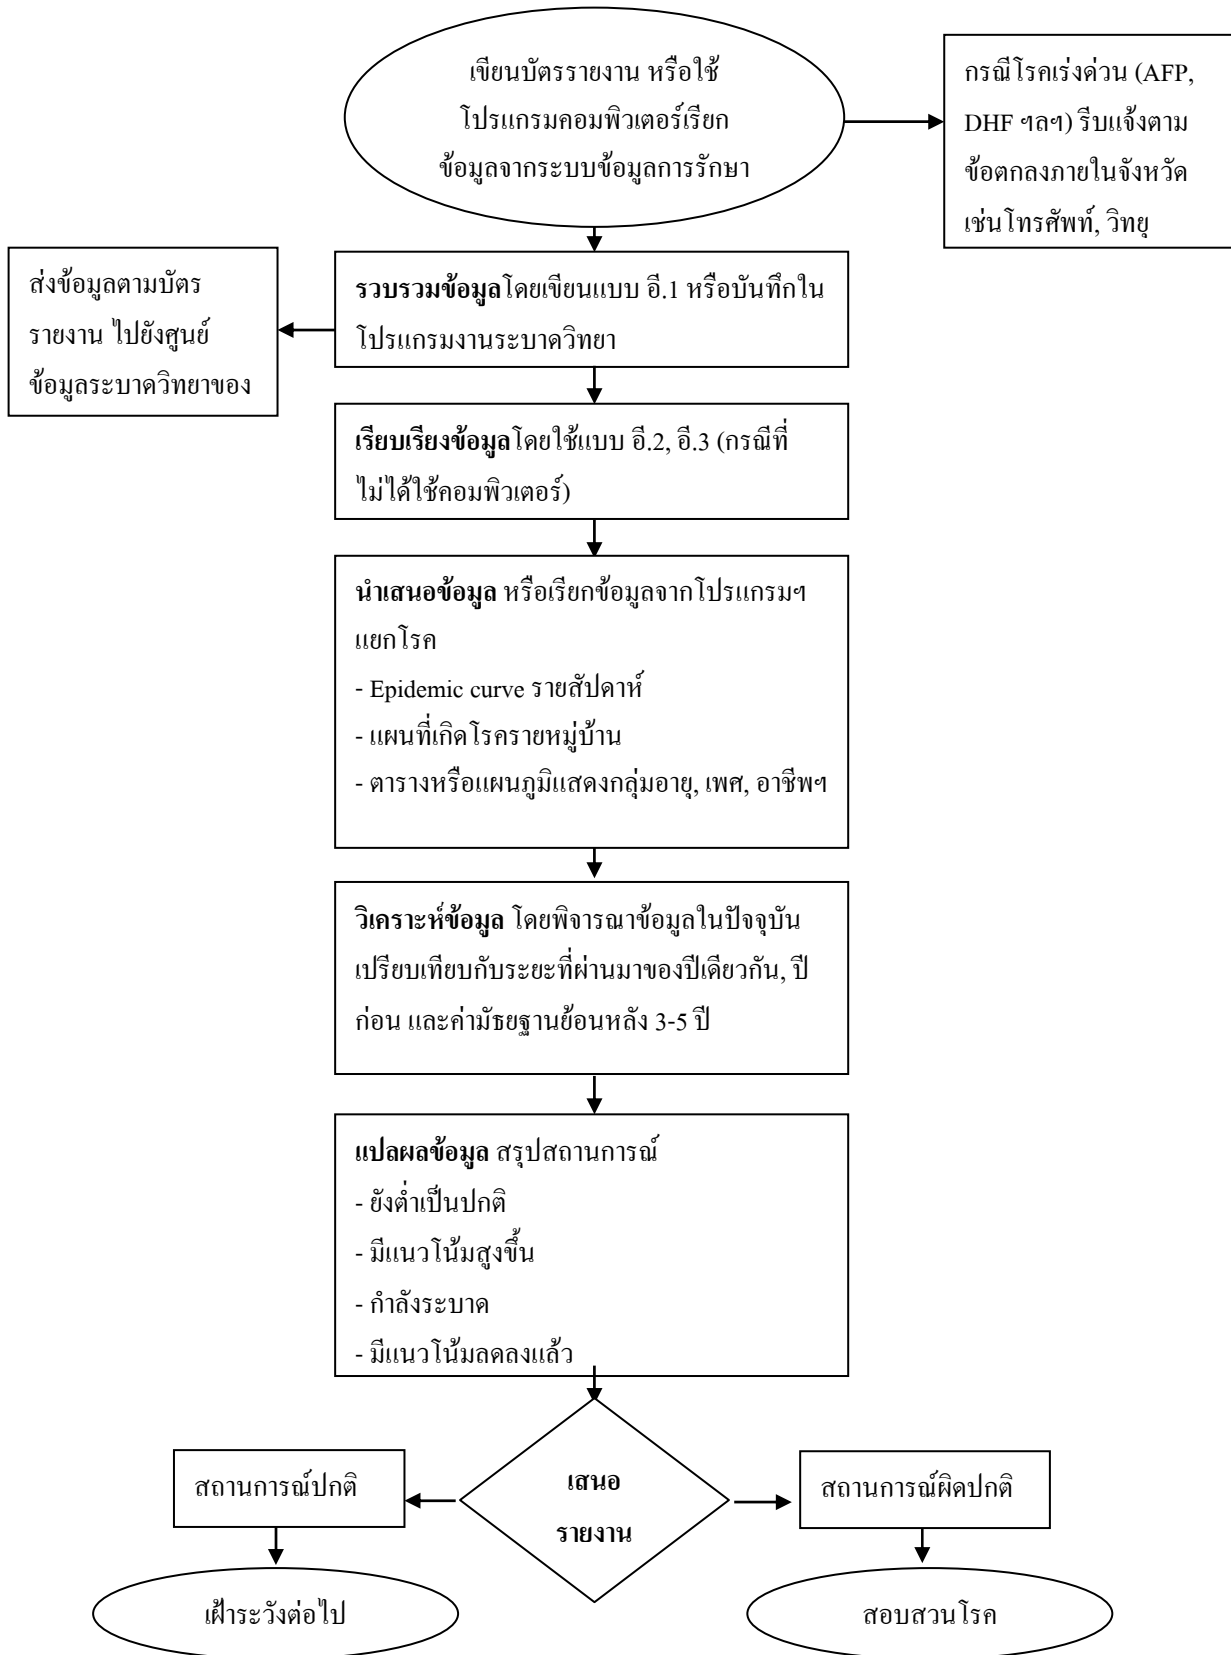 เขียนบัตรรายงาน หรือใช้
โปรแกรมคอมพิวเตอร์เรียก
ข้อมูลจากระบบข้อมูลการรักษา
กรณีโรคเร่งด่วน (AFP,
DHF ฯลฯ) รีบแจ้งตาม
ข้อตกลงภายในจังหวัด
เช่นโทรศัพท์, วิทยุ
ส่งข้อมูลตามบัตร
รายงาน ไปยังศูนย์
ข้อมูลระบาดวิทยาของ
รวบรวมข้อมูลโดยเขียนแบบ อี.1 หรือบันทึกใน
โปรแกรมงานระบาดวิทยา
เรียบเรียงข้อมูลโดยใช้แบบ อี.2, อี.3 (กรณีที่
ไม่ได้ใช้คอมพิวเตอร์)
นำเสนอข้อมูล หรือเรียกข้อมูลจากโปรแกรมฯ
แยกโรค
- Epidemic curve รายสัปดาห์
- แผนที่เกิดโรครายหมู่บ้าน
- ตารางหรือแผนภูมิแสดงกลุ่มอายุ, เพศ, อาชีพฯ
วิเคราะห์ข้อมูล โดยพิจารณาข้อมูลในปัจจุบัน
เปรียบเทียบกับระยะที่ผ่านมาของปีเดียวกัน, ปี
ก่อน และค่ามัธยฐานย้อนหลัง 3-5 ปี
แปลผลข้อมูล สรุปสถานการณ์
- ยังต่ำเป็นปกติ
- มีแนวโน้มสูงขึ้น
- กำลังระบาด
- มีแนวโน้มลดลงแล้ว
เสนอ
รายงาน
สถานการณ์ปกติ
สถานการณ์ผิดปกติ
เฝ้าระวังต่อไป
สอบสวนโรค